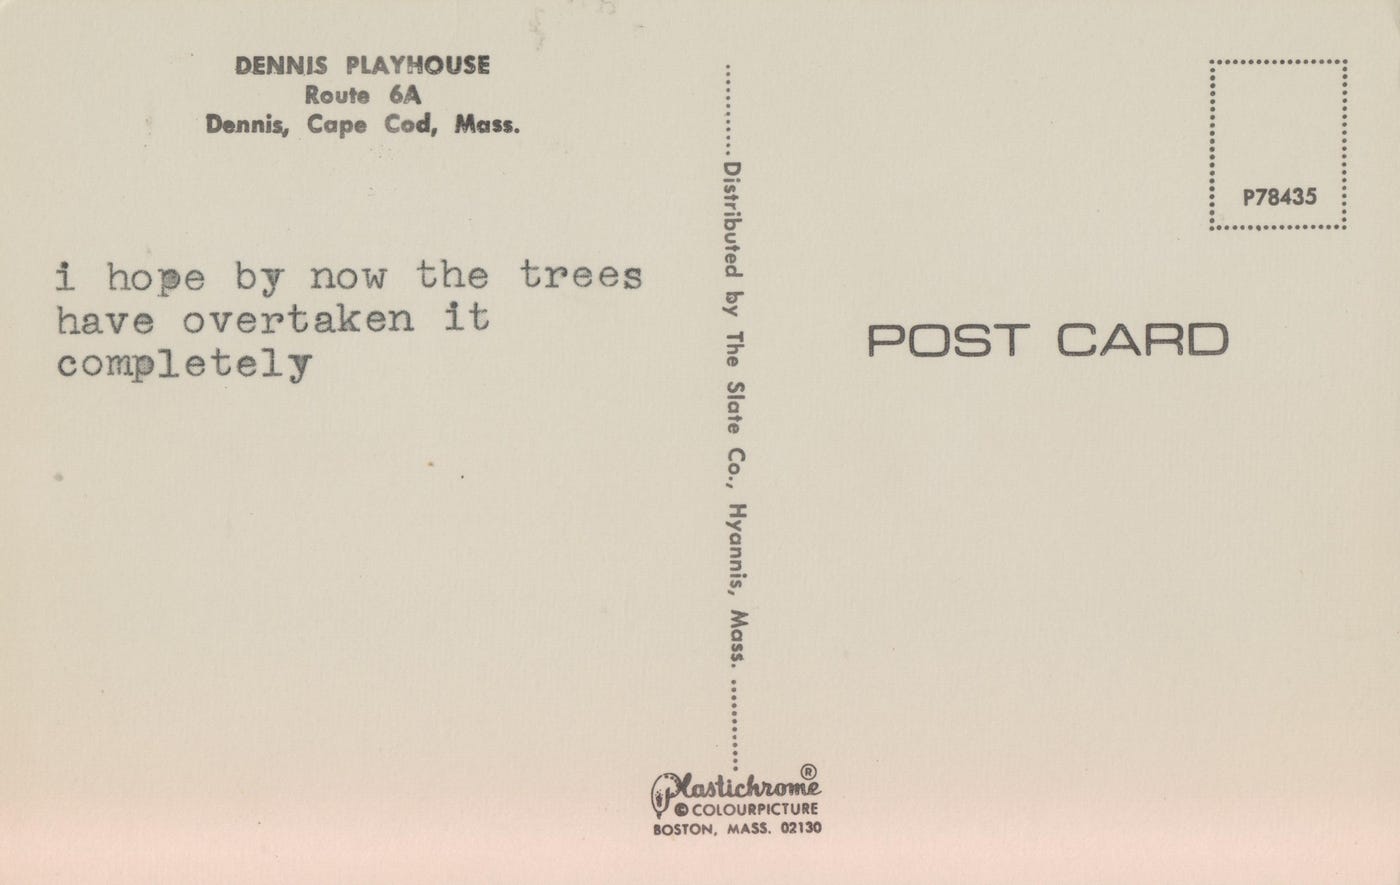 DENNIS PLAYHOUSE
Route 6A
Dennis, Cape Cod, Mass.
i hope by now the trees
have overtaken it
completely
Distributed by The Slate Co., Hyannis, Mass.
P78435
POST CARD
Plastichrome ®
© COLOURPICTURE
BOSTON, MASS. 02130